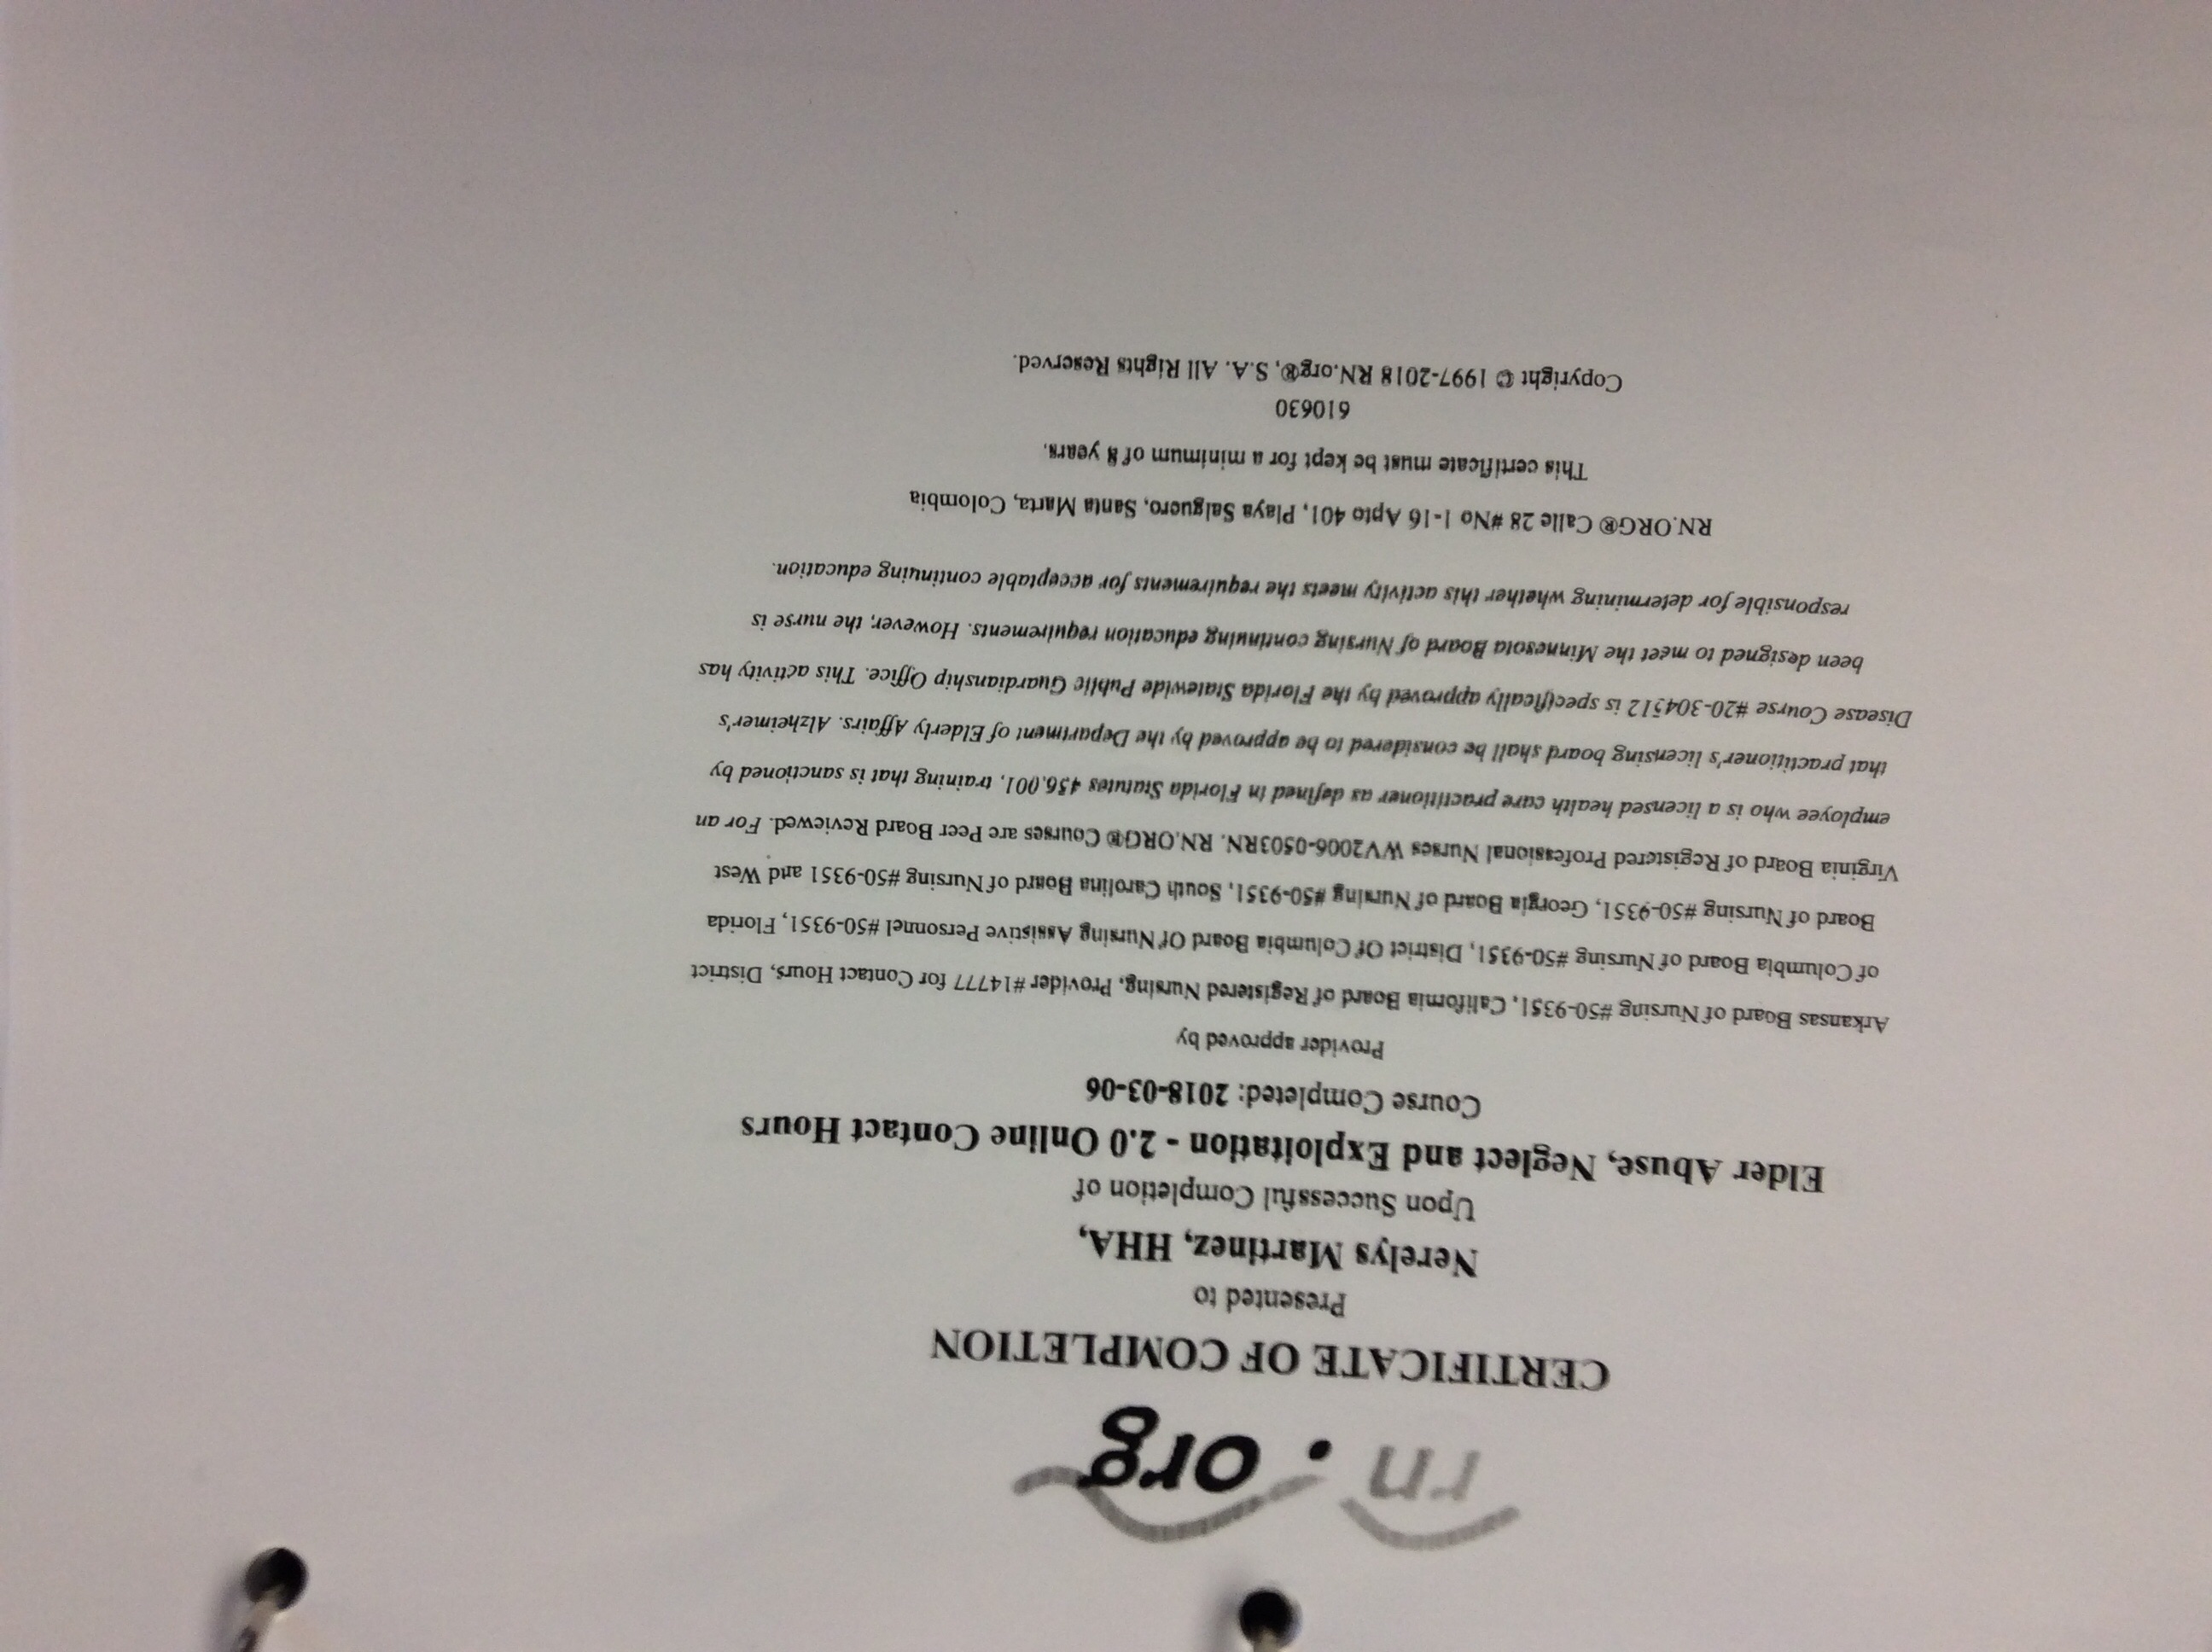 rn.org
CERTIFICATE OF COMPLETION
Presented to
Nerelys Martinez, HHA,
Upon Successful Completion of
Elder Abuse, Neglect and Exploitation - 2.0 Online Contact Hours
Course Completed: 2018-03-06
Provider approved by
Arkansas Board of Nursing #50-9351, California Board of Registered Nursing, Provider #14777 for Contact Hours, District
of Columbia Board of Nursing #50-9351, District Of Columbia Board Of Nursing Assistive Personnel #50-9351, Florida
Board of Nursing #50-9351, Georgia Board of Nursing #50-9351, South Carolina Board of Nursing #50-9351 and West
Virginia Board of Registered Professional Nurses WV2006-0503RN. RN.ORG® Courses are Peer Board Reviewed. For an
employee who is a licensed health care practitioner as defined in Florida Statutes 456.001, training that is sanctioned by
that practitioner's licensing board shall be considered to be approved by the Department of Elderly Affairs. Alzheimer's
Disease Course #20-304512 is specifically approved by the Florida Statewide Public Guardianship Office. This activity has
been designed to meet the Minnesota Board of Nursing continuing education requirements. However, the nurse is
responsible for determining whether this activity meets the requirements for acceptable continuing education.
RN.ORG® Calle 28 #No 1-16 Apto 401, Playa Salguero, Santa Marta, Colombia
This certificate must be kept for a minimum of 8 years.
610630
Copyright © 1997-2018 RN.org®, S.A. All Rights Reserved.